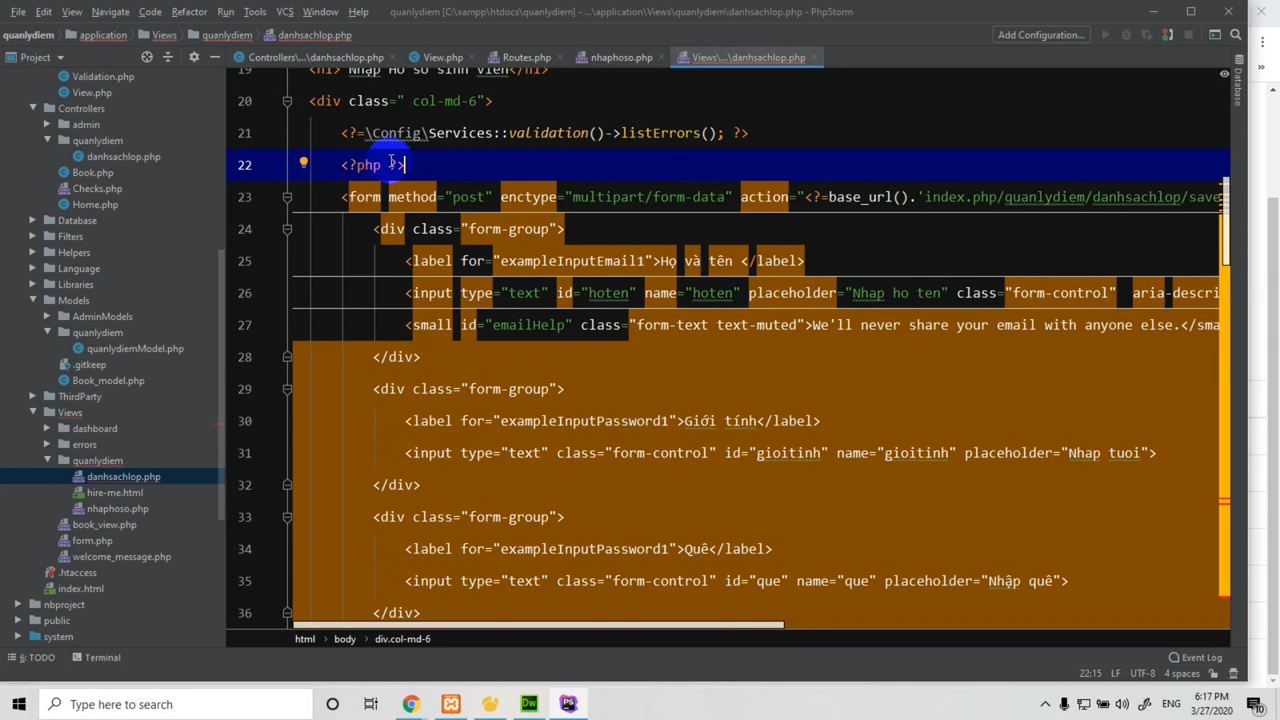 File Edit View Navigate Code Refactor Run Tools VCS Window Help quanlydiem [C:\xampp\htdocs\quanlydiem] - ...\application\Views\quanlydiem\danhsachlop.php - PhpStorm
quanlydiem application Views quanlydiem danhsachlop.php Add Configuration...
Project Controllers\...\danhsachlop.php View.php Routes.php nhaphoso.php Views\...\danhsachlop.php
Database
Validation.php
View.php
Controllers
admin
quanlydiem
danhsachlop.php
Book.php
Checks.php
Home.php
Database
Filters
Helpers
Language
Libraries
Models
AdminModels
quanlydiem
quanlydiemModel.php
.gitkeep
Book_model.php
ThirdParty
Views
dashboard
errors
quanlydiem
danhsachlop.php
hire-me.html
nhaphoso.php
book_view.php
form.php
welcome_message.php
.htaccess
index.html
nbproject
public
system
19 <h1> Nhập Hồ sơ sinh viên</h1>
20 <div class=" col-md-6">
21 <?=\Config\Services::validation()->listErrors(); ?>
22 <?php ?>
23 <form method="post" enctype="multipart/form-data" action="<?=base_url().'index.php/quanlydiem/danhsachlop/save
24 <div class="form-group">
25 <label for="exampleInputEmail1">Họ và tên </label>
26 <input type="text" id="hoten" name="hoten" placeholder="Nhap ho ten" class="form-control" aria-descri
27 <small id="emailHelp" class="form-text text-muted">We'll never share your email with anyone else.</sma
28 </div>
29 <div class="form-group">
30 <label for="exampleInputPassword1">Giới tính</label>
31 <input type="text" class="form-control" id="gioitinh" name="gioitinh" placeholder="Nhap tuoi">
32 </div>
33 <div class="form-group">
34 <label for="exampleInputPassword1">Quê</label>
35 <input type="text" class="form-control" id="que" name="que" placeholder="Nhập quê">
36 </div>
html body div.col-md-6
6: TODO Terminal Event Log
22:15 LF UTF-8 4 spaces
Type here to search Dw PS ENG 6:17 PM
3/27/2020 10